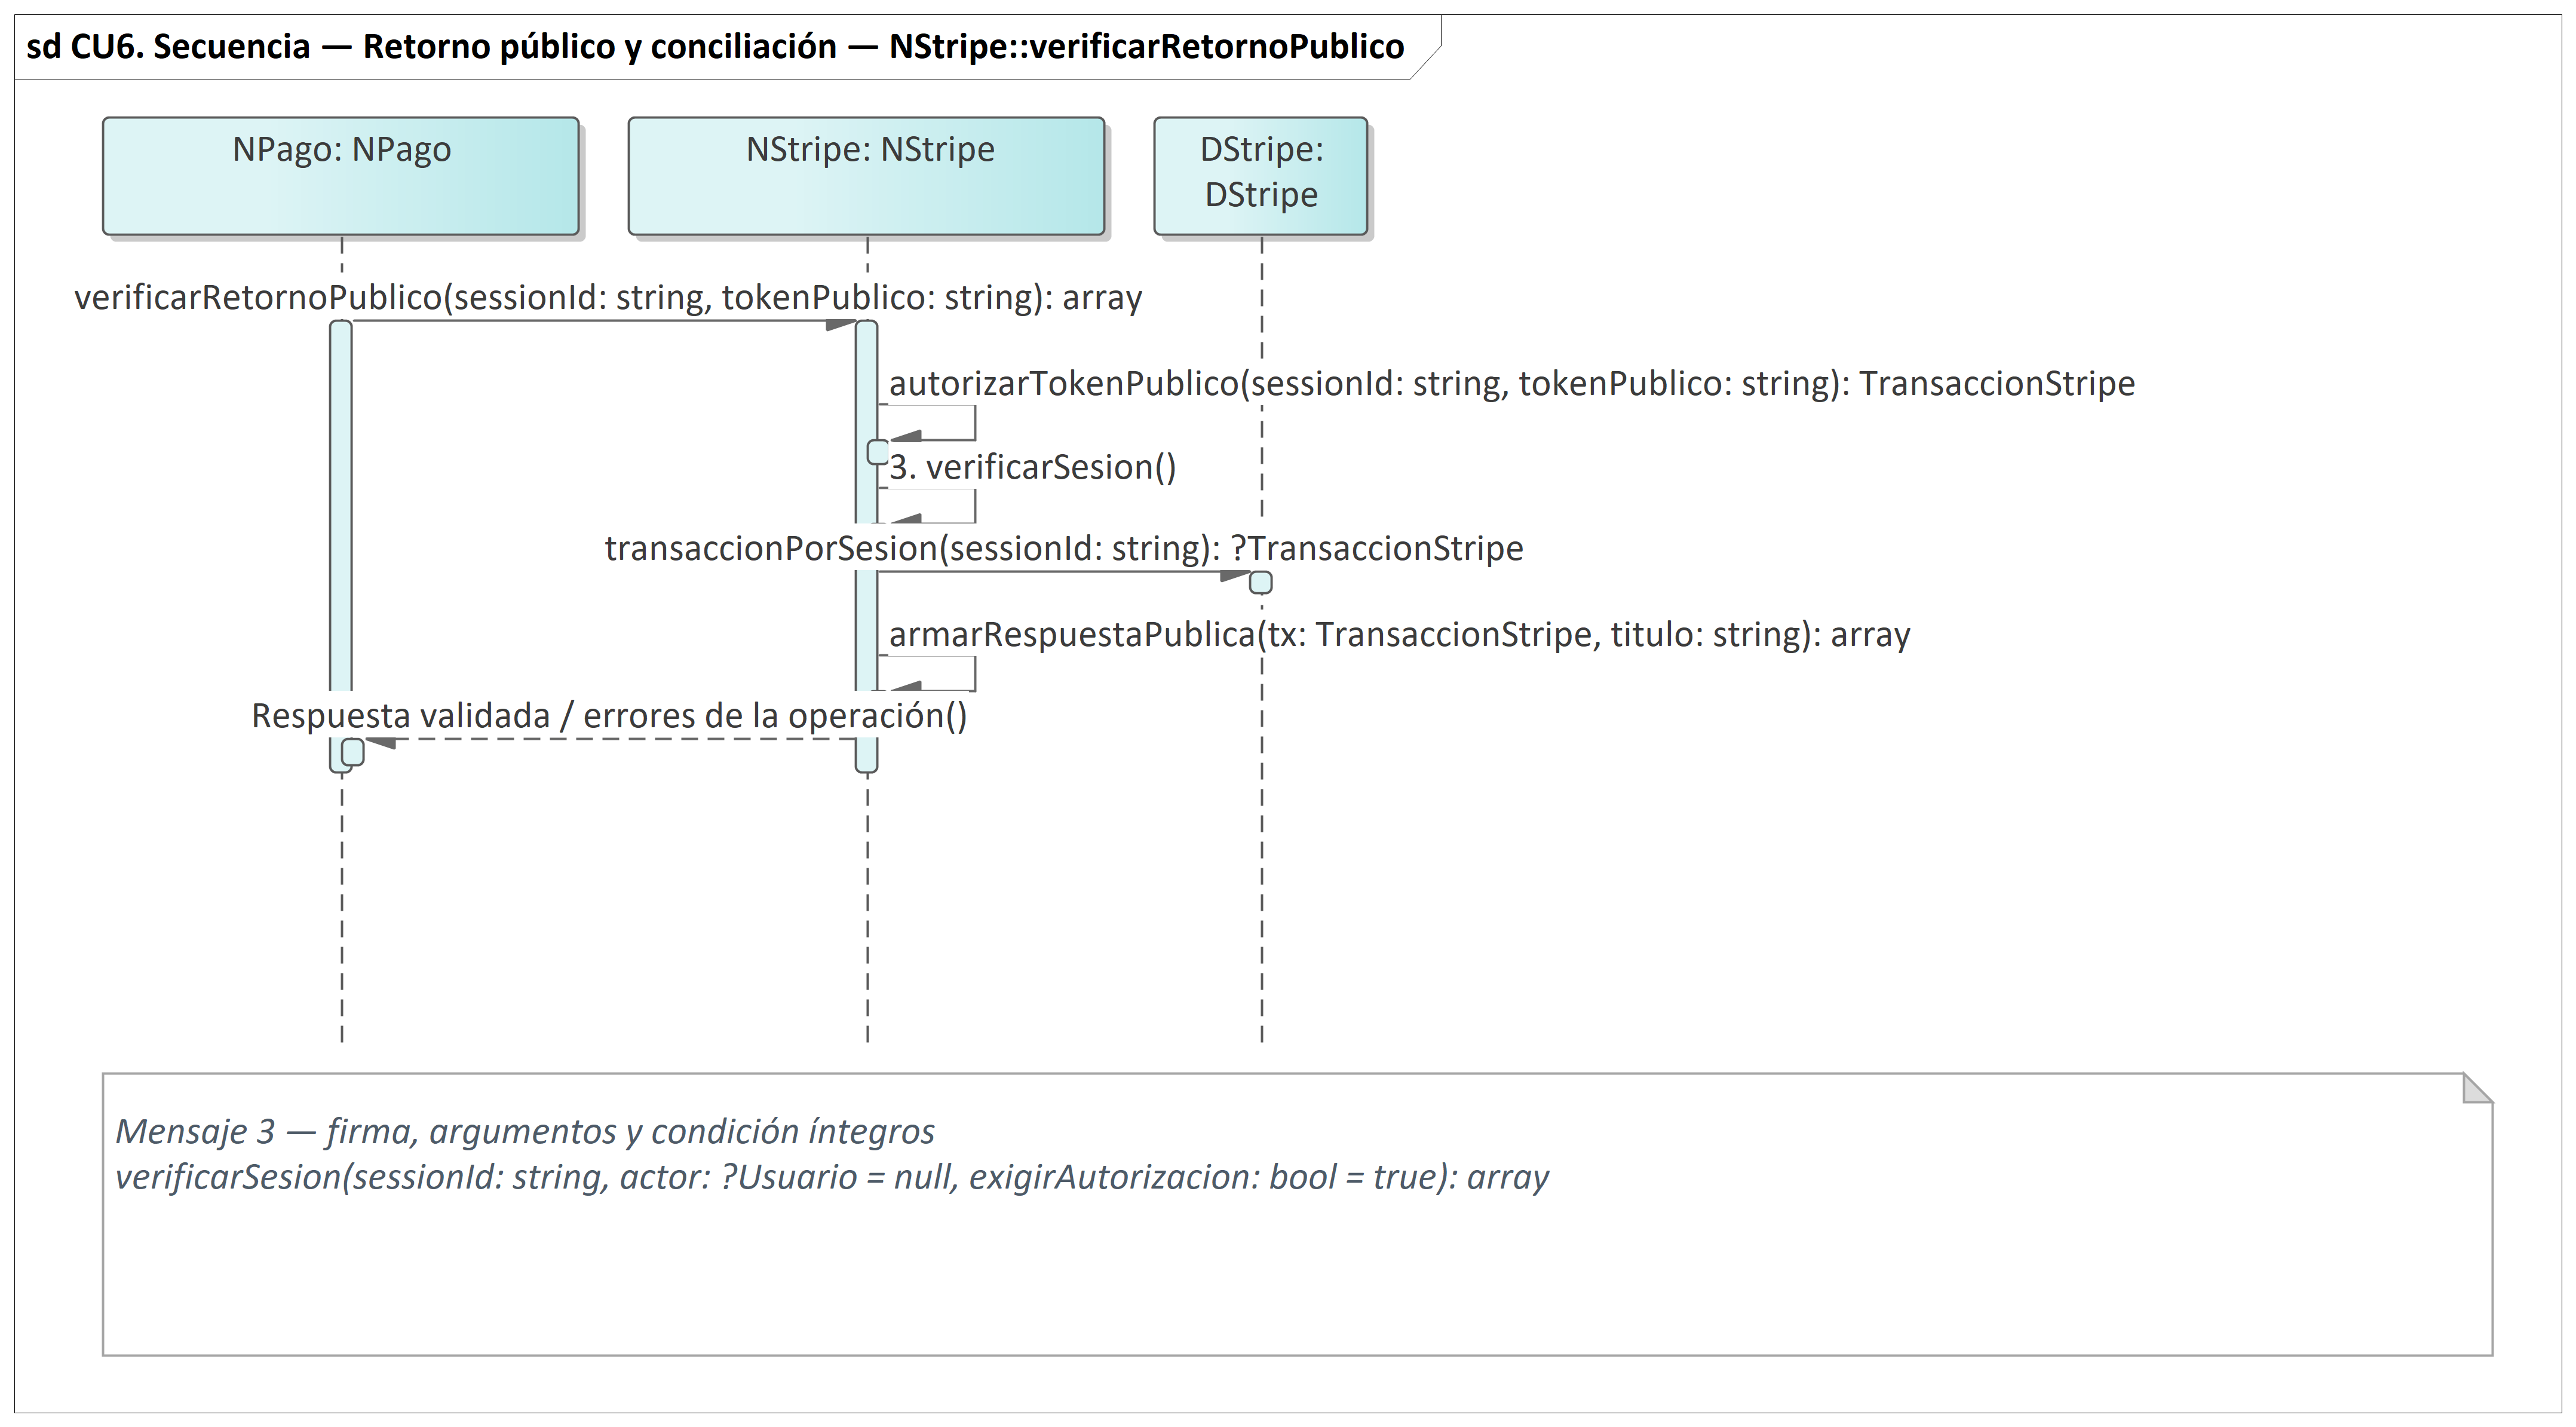 sd CU6. Secuencia — Retorno público y conciliación — NStripe::verificarRetornoPublico
NPago: NPago
NStripe: NStripe
DStripe:
DStripe
verificarRetornoPublico(sessionId: string, tokenPublico: string): array
autorizarTokenPublico(sessionId: string, tokenPublico: string): TransaccionStripe
3. verificarSesion()
transaccionPorSesion(sessionId: string): ?TransaccionStripe
armarRespuestaPublica(tx: TransaccionStripe, titulo: string): array
Respuesta validada / errores de la operación()
Mensaje 3 — firma, argumentos y condición íntegros
verificarSesion(sessionId: string, actor: ?Usuario = null, exigirAutorizacion: bool = true): array